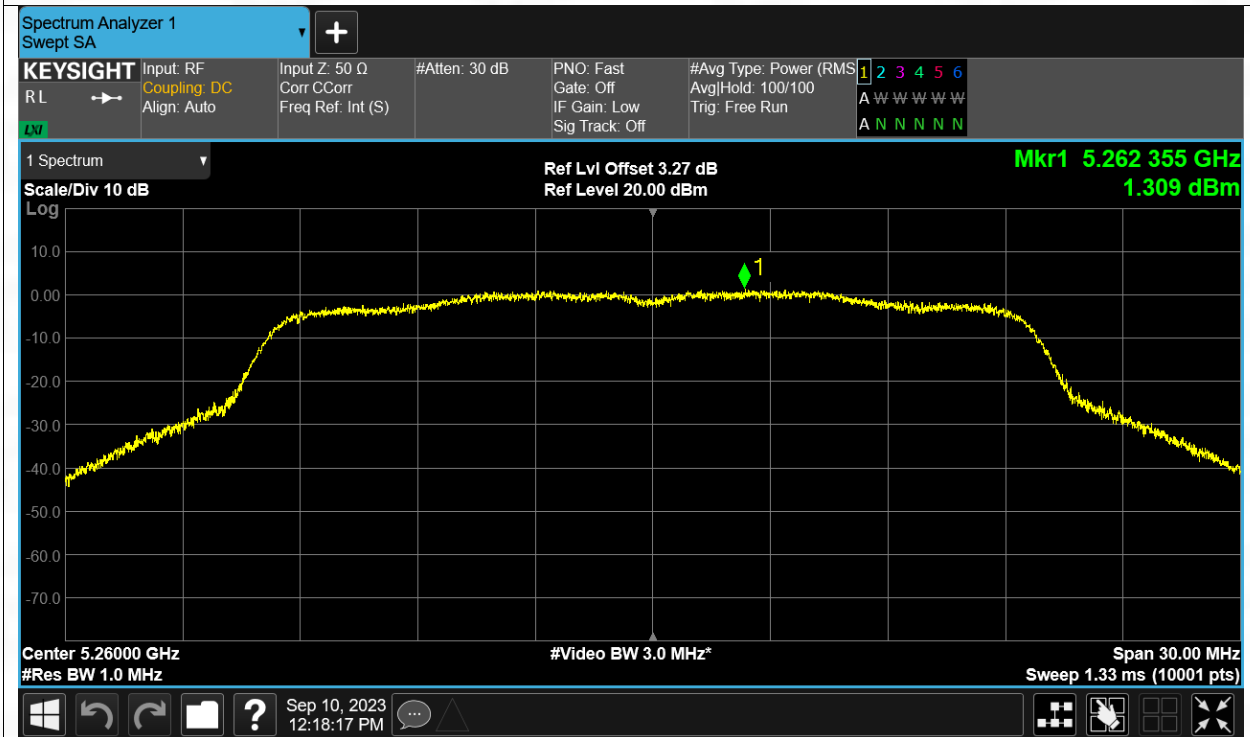 Spectrum Analyzer 1
Swept SA
KEYSIGHT
R L
LXI
Input: RF
Coupling: DC
Align: Auto
Input Z: 50 Ω
Corr CCorr
Freq Ref: Int (S)
#Atten: 30 dB
PNO: Fast
Gate: Off
IF Gain: Low
Sig Track: Off
#Avg Type: Power (RMS
Avg|Hold: 100/100
Trig: Free Run
1 2 3 4 5 6
A W W W W W
A N N N N N
1 Spectrum
Scale/Div 10 dB
Log
Ref Lvl Offset 3.27 dB
Ref Level 20.00 dBm
Mkr1 5.262 355 GHz
1.309 dBm
10.0
0.00
-10.0
-20.0
-30.0
-40.0
-50.0
-60.0
-70.0
1
Center 5.26000 GHz
#Res BW 1.0 MHz
#Video BW 3.0 MHz*
Span 30.00 MHz
Sweep 1.33 ms (10001 pts)
?
Sep 10, 2023
12:18:17 PM